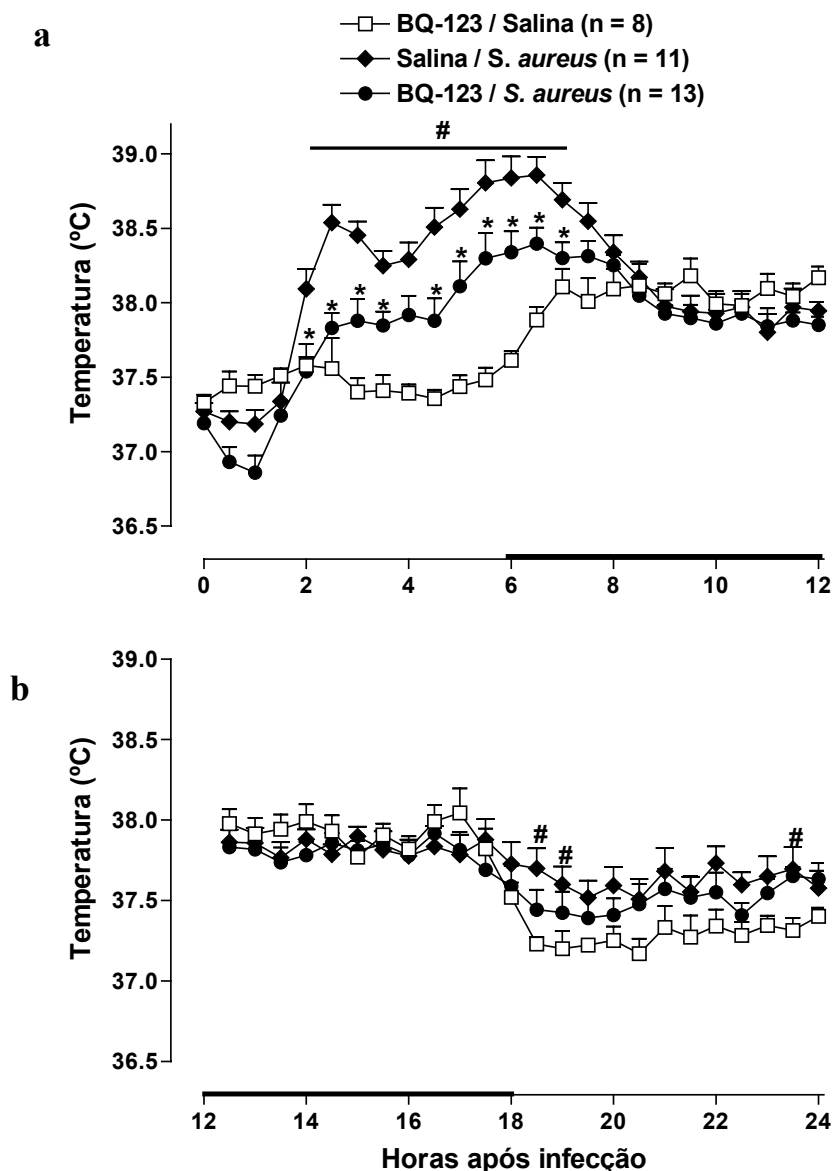 a
BQ-123 / Salina (n = 8)
Salina / S. aureus (n = 11)
BQ-123 / S. aureus (n = 13)
#
39.0
38.5
38.0
37.5
37.0
36.5
Temperatura (ºC)
* * * * * * * * *
0 2 4 6 8 10 12
b
39.0
38.5
38.0
37.5
37.0
36.5
Temperatura (ºC)
# # #
12 14 16 18 20 22 24
Horas após infecção